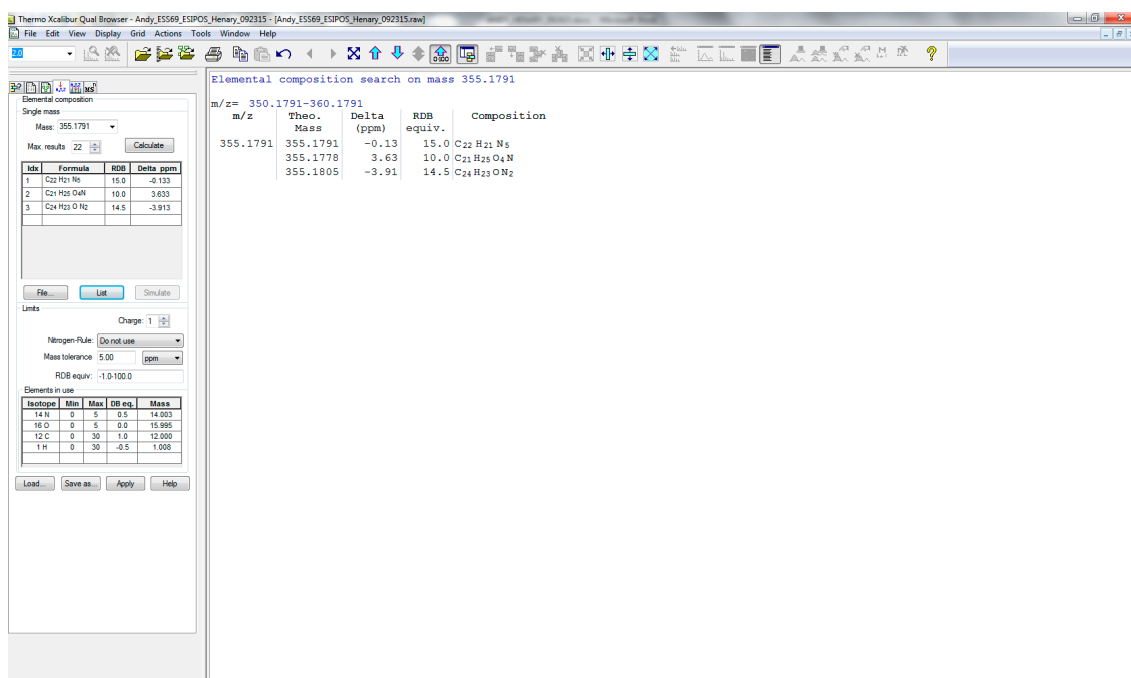 Thermo Xcalibur Qual Browser - Andy_ESS69_ESIPOS_Henary_092315 - [Andy_ESS69_ESIPOS_Henary_092315.raw]
File Edit View Display Grid Actions Tools Window Help
2.0
Elemental composition
Single mass
Mass: 355.1791
Max. results 22 Calculate
Idx Formula RDB Delta ppm
1 C22 H21 N5 15.0 -0.133
2 C21 H25 O4N 10.0 3.633
3 C24 H23 O N2 14.5 -3.913
File... List Simulate
Limits
Charge: 1
Nitrogen-Rule: Do not use
Mass tolerance 5.00 ppm
RDB equiv: -1.0-100.0
Elements in use
Isotope Min Max DB eq. Mass
14 N 0 5 0.5 14.003
16 O 0 5 0.0 15.995
12 C 0 30 1.0 12.000
1 H 0 30 -0.5 1.008
Load... Save as... Apply Help
Elemental composition search on mass 355.1791
m/z= 350.1791-360.1791
m/z Theo. Delta RDB Composition
Mass (ppm) equiv.
355.1791 355.1791 -0.13 15.0 C22 H21 N5
355.1778 3.63 10.0 C21 H25 O4 N
355.1805 -3.91 14.5 C24 H23 O N2